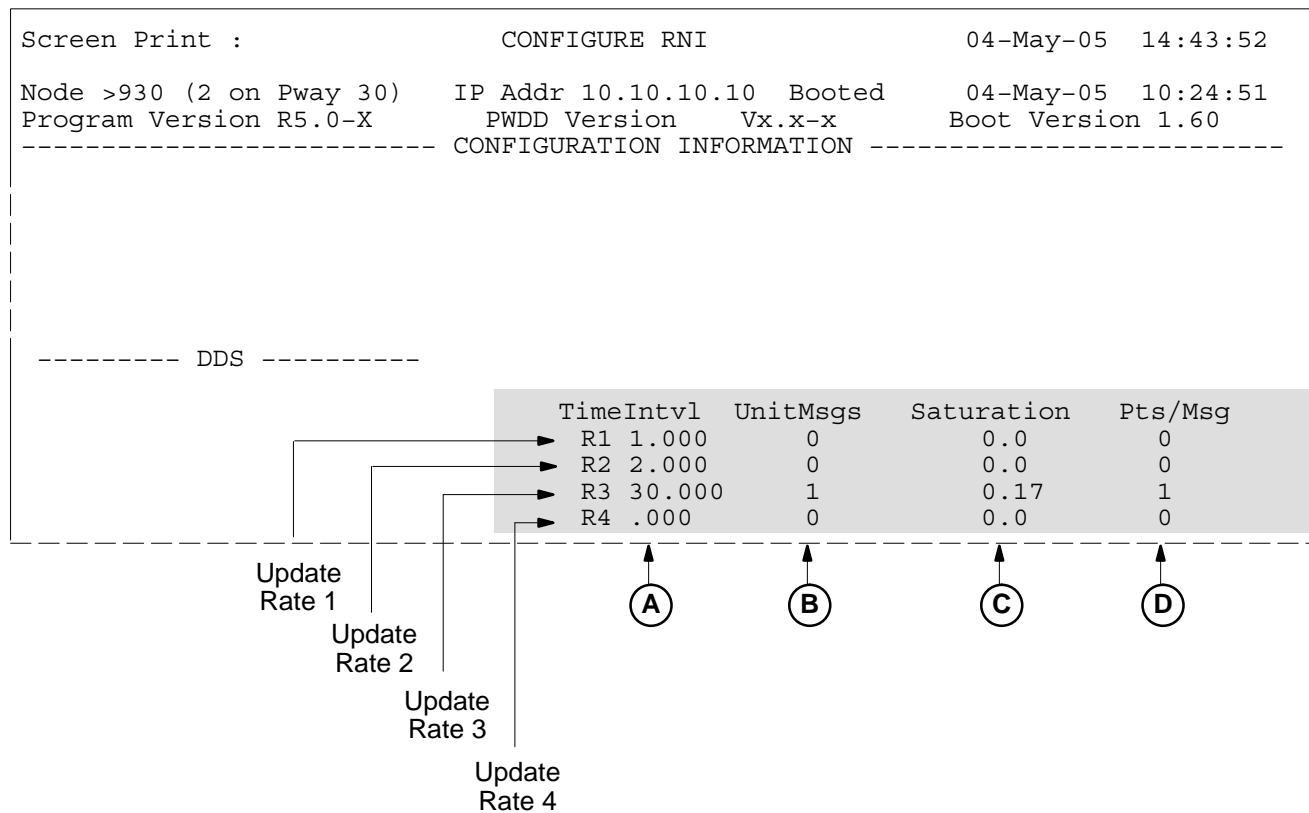 Screen Print : CONFIGURE RNI 04-May-05 14:43:52
Node >930 (2 on Pway 30) IP Addr 10.10.10.10 Booted 04-May-05 10:24:51
Program Version R5.0-X PWDD Version Vx.x-x Boot Version 1.60
-------------------------- CONFIGURATION INFORMATION --------------------------
--------- DDS ----------
TimeIntvl UnitMsgs Saturation Pts/Msg
R1 1.000 0 0.0 0
R2 2.000 0 0.0 0
R3 30.000 1 0.17 1
R4 .000 0 0.0 0
A B C D
Update
Rate 1
Update
Rate 2
Update
Rate 3
Update
Rate 4